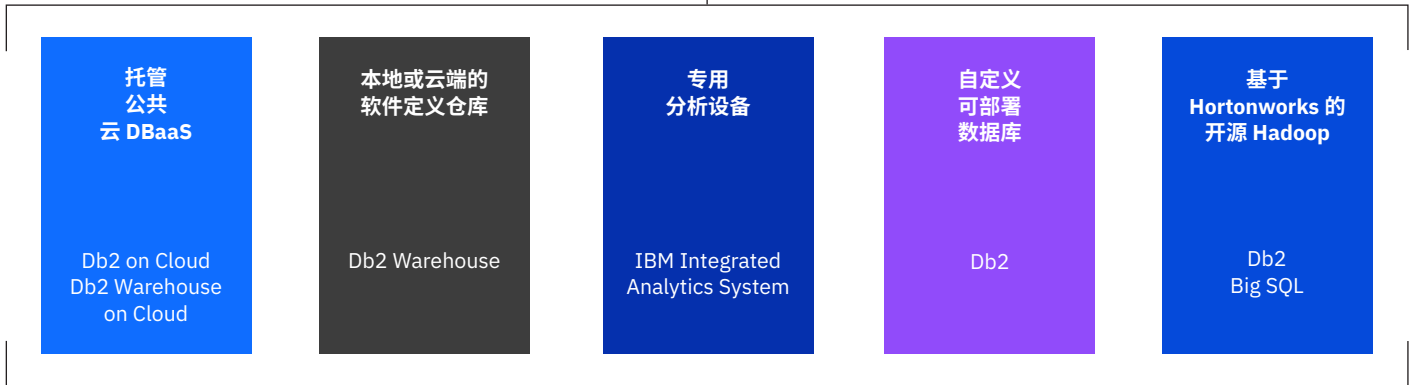 托管
公共
云 DBaaS
Db2 on Cloud
Db2 Warehouse
on Cloud
本地或云端的
软件定义仓库
Db2 Warehouse
专用
分析设备
IBM Integrated
Analytics System
自定义
可部署
数据库
Db2
基于
Hortonworks 的
开源 Hadoop
Db2
Big SQL